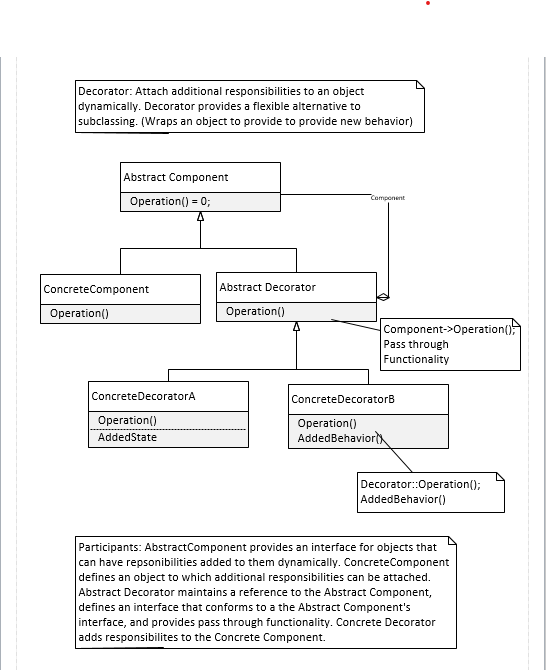 Decorator: Attach additional responsibilities to an object
dynamically. Decorator provides a flexible alternative to
subclassing. (Wraps an object to provide to provide new behavior)
Abstract Component
Operation() = 0;
Component
ConcreteComponent
Operation()
Abstract Decorator
Operation()
Component->Operation();
Pass through
Functionality
ConcreteDecoratorA
Operation()
AddedState
ConcreteDecoratorB
Operation()
AddedBehavior()
Decorator::Operation();
AddedBehavior()
Participants: AbstractComponent provides an interface for objects that
can have repsonibilities added to them dynamically. ConcreteComponent
defines an object to which additional responsibilities can be attached.
Abstract Decorator maintains a reference to the Abstract Component,
defines an interface that conforms to a the Abstract Component's
interface, and provides pass through functionality. Concrete Decorator
adds responsibilites to the Concrete Component.